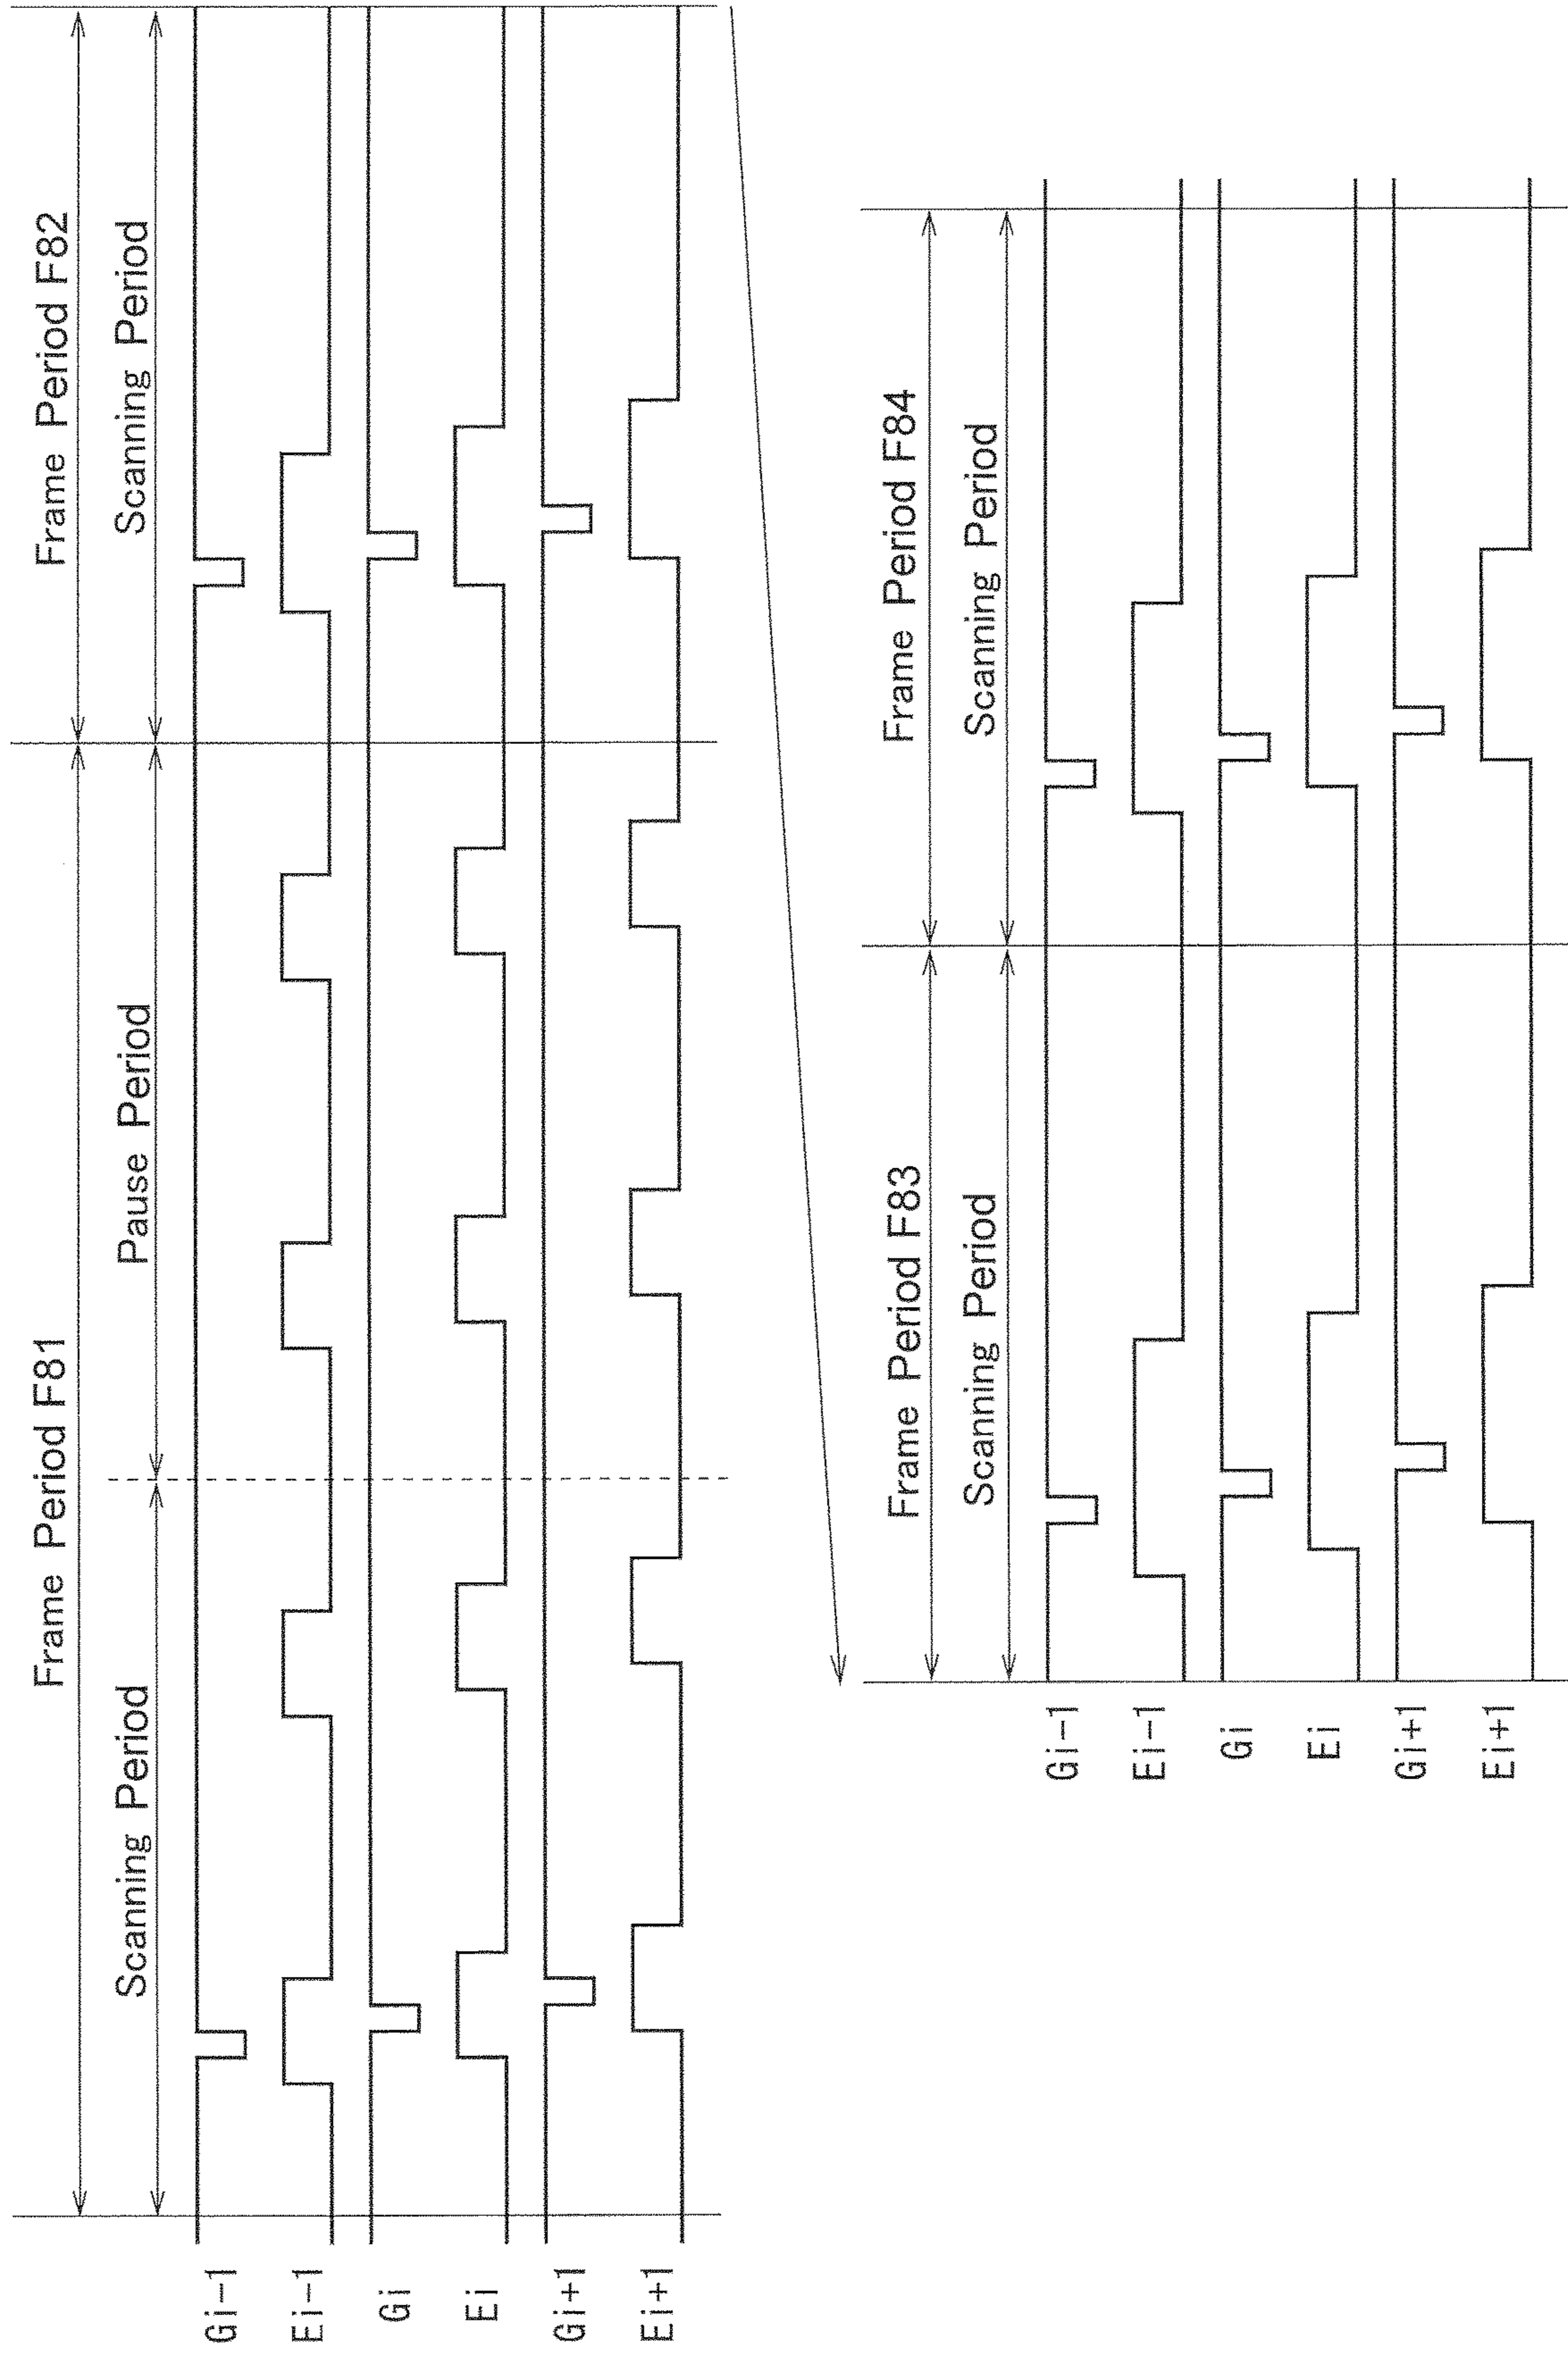 Frame Period F81
Frame Period F82
Scanning Period
Pause Period
Scanning Period
Gi-1
Ei-1
Gi
Ei
Gi+1
Ei+1
Frame Period F83
Frame Period F84
Scanning Period
Scanning Period
Gi-1
Ei-1
Gi
Ei
Gi+1
Ei+1